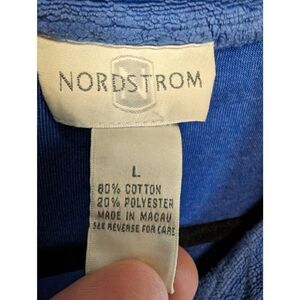 NORDSTROM
L
80% COTTON
20% POLYESTER
MADE IN MACAU
SEE REVERSE FOR CARE